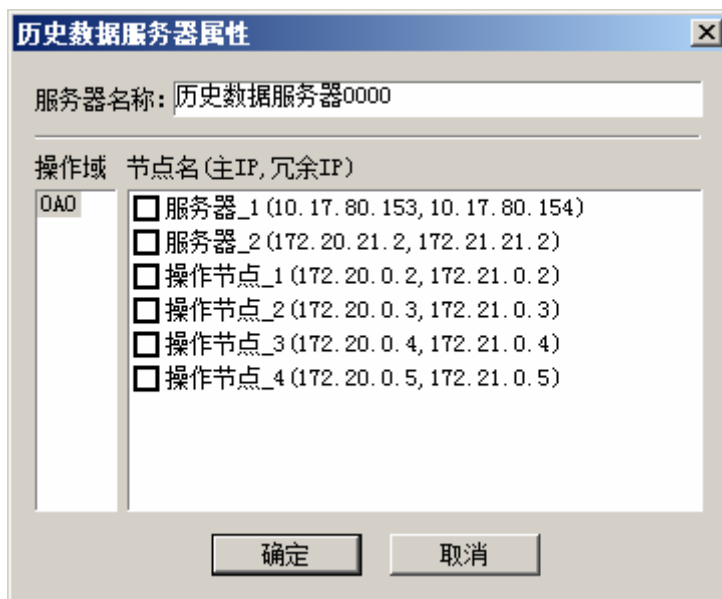 历史数据服务器属性
服务器名称: 历史数据服务器0000
操作域 节点名(主IP,冗余IP)
OAO
服务器_1(10.17.80.153,10.17.80.154)
服务器_2(172.20.21.2,172.21.21.2)
操作节点_1(172.20.0.2,172.21.0.2)
操作节点_2(172.20.0.3,172.21.0.3)
操作节点_3(172.20.0.4,172.21.0.4)
操作节点_4(172.20.0.5,172.21.0.5)
确定 取消